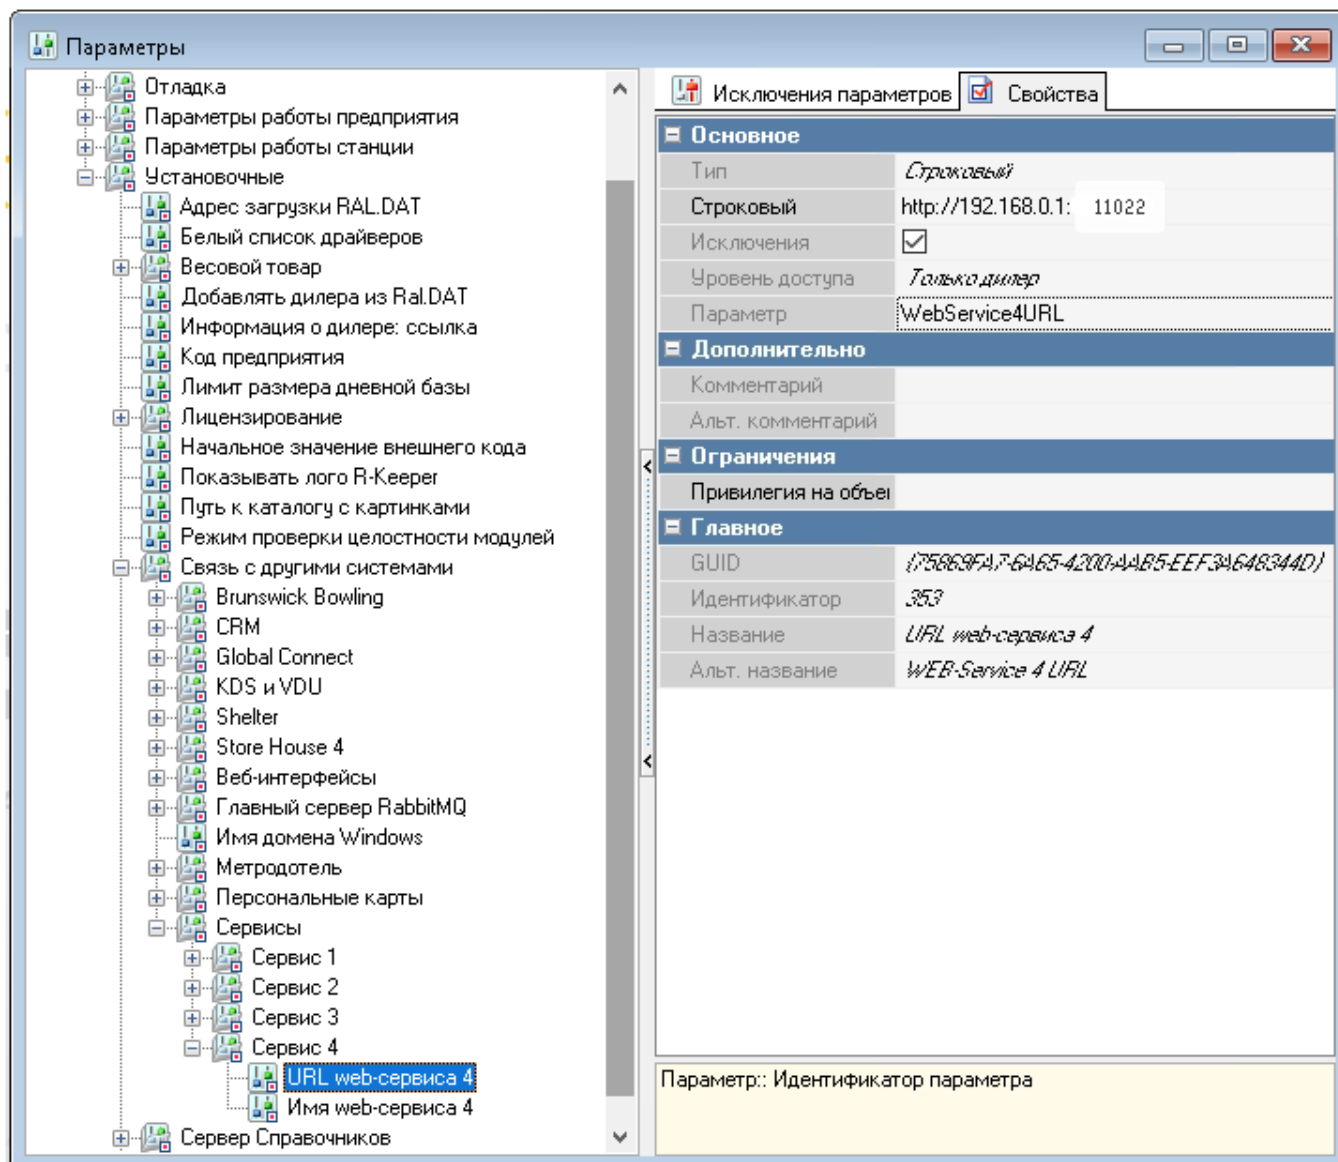 Параметры
Отладка
Параметры работы предприятия
Параметры работы станции
Установочные
Адрес загрузки RAL.DAT
Белый список драйверов
Весовой товар
Добавлять дилера из Ral.DAT
Информация о дилере: ссылка
Код предприятия
Лимит размера дневной базы
Лицензирование
Начальное значение внешнего кода
Показывать лого R-Keeper
Путь к каталогу с картинками
Режим проверки целостности модулей
Связь с другими системами
Brunswick Bowling
CRM
Global Connect
KDS и VDU
Shelter
Store House 4
Веб-интерфейсы
Главный сервер RabbitMQ
Имя домена Windows
Метродотель
Персональные карты
Сервисы
Сервис 1
Сервис 2
Сервис 3
Сервис 4
URL web-сервиса 4
Имя web-сервиса 4
Сервер Справочников
Исключения параметров Свойства
Основное
Тип Строковый
Строковый http://192.168.0.1: 11022
Исключения
Уровень доступа Только дилер
Параметр WebService4URL
Дополнительно
Комментарий
Альт. комментарий
Ограничения
Привилегия на объе
Главное
GUID {75869FA7-6A65-4200-AAB5-EEF3A648344D}
Идентификатор 353
Название URL web-сервиса 4
Альт. название WEB-Service 4 URL
Параметр:: Идентификатор параметра